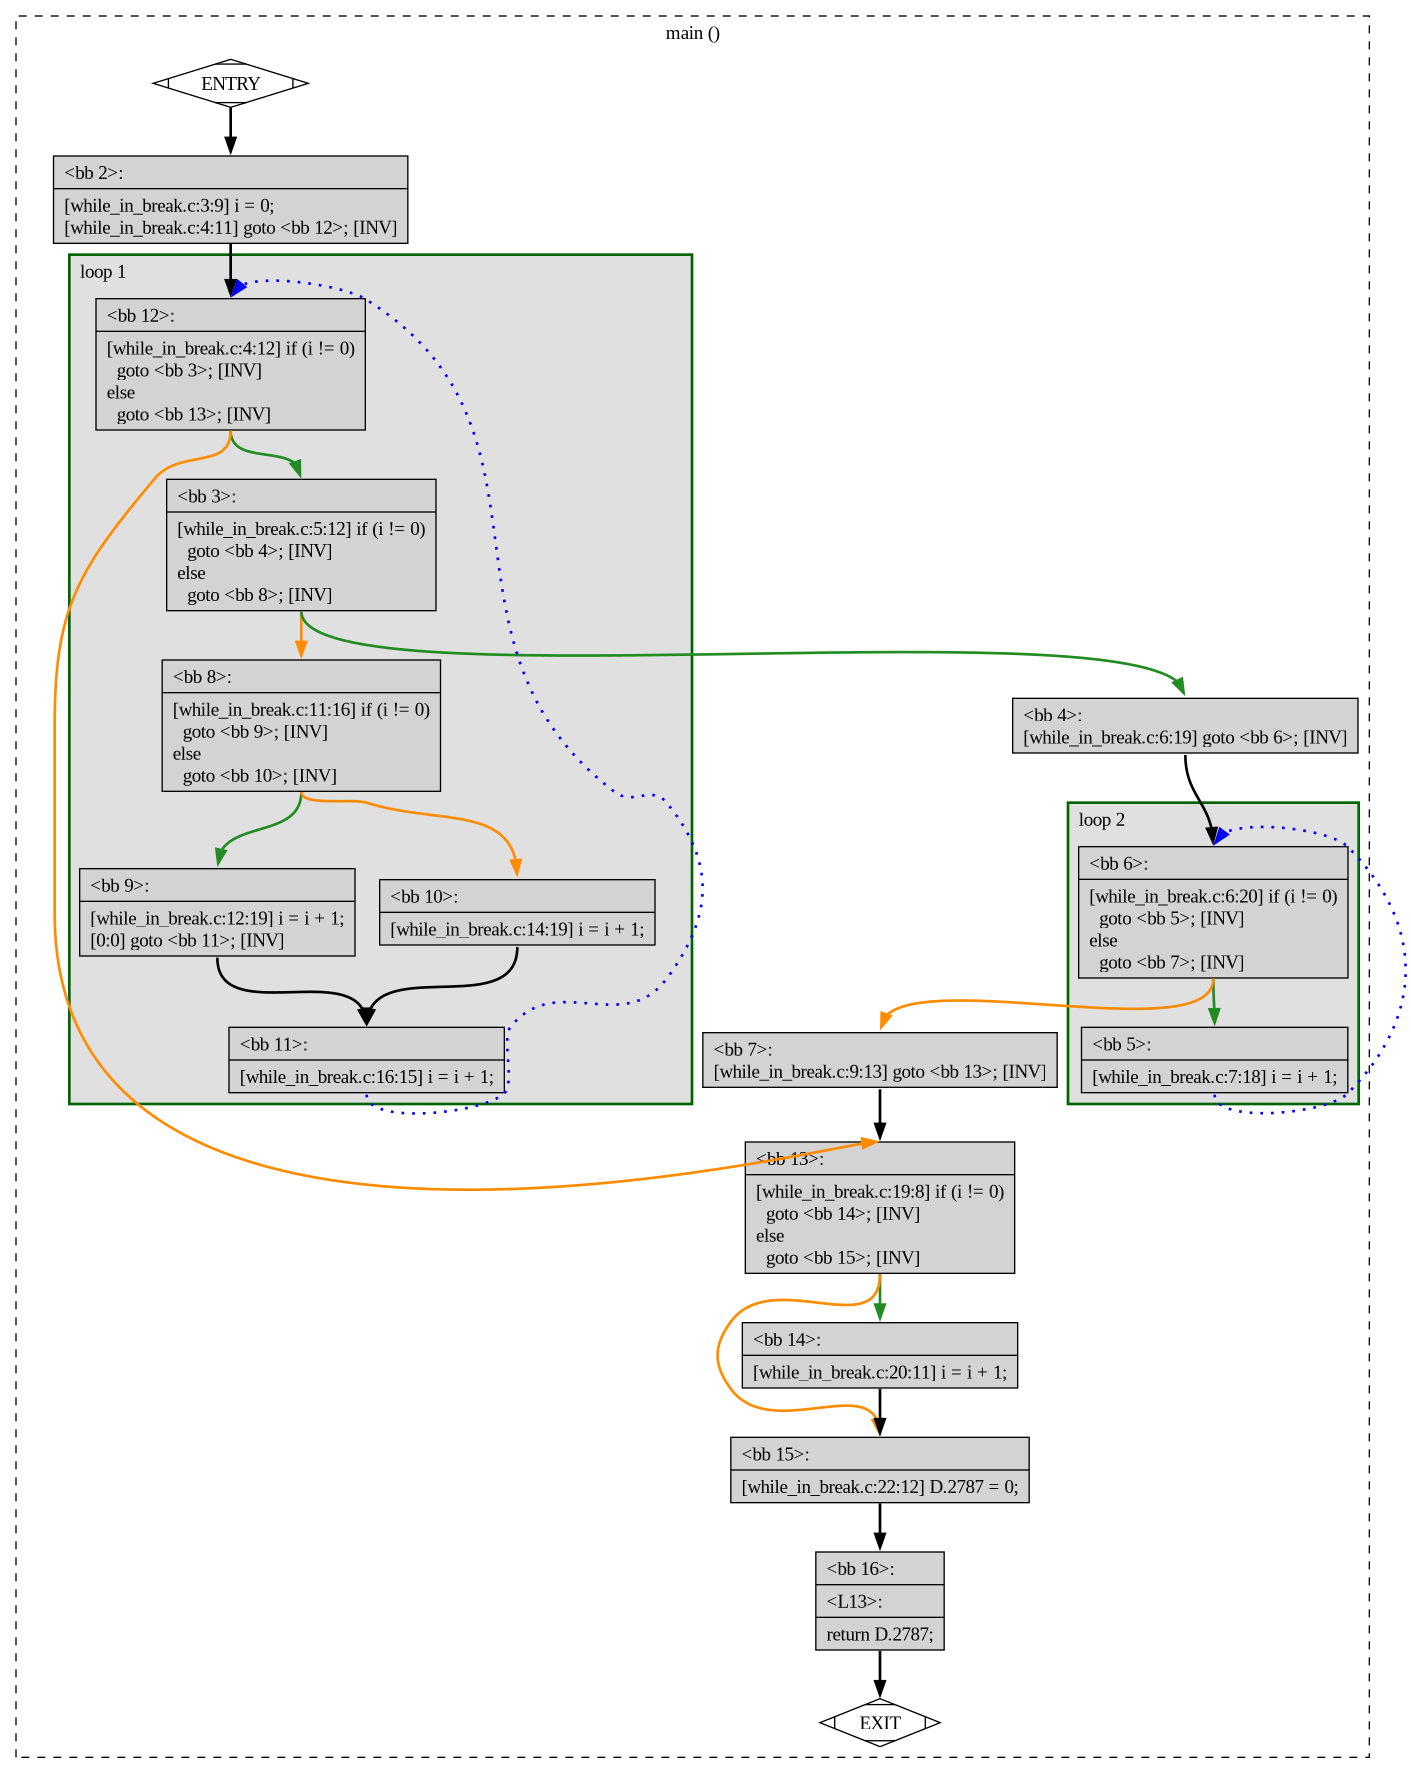 main ()
ENTRY
<bb 2>:
[while_in_break.c:3:9] i = 0;
[while_in_break.c:4:11] goto <bb 12>; [INV]
loop 1
<bb 12>:
[while_in_break.c:4:12] if (i != 0)
goto <bb 3>; [INV]
else
goto <bb 13>; [INV]
<bb 3>:
[while_in_break.c:5:12] if (i != 0)
goto <bb 4>; [INV]
else
goto <bb 8>; [INV]
<bb 8>:
[while_in_break.c:11:16] if (i != 0)
goto <bb 9>; [INV]
else
goto <bb 10>; [INV]
<bb 9>:
[while_in_break.c:12:19] i = i + 1;
[0:0] goto <bb 11>; [INV]
<bb 10>:
[while_in_break.c:14:19] i = i + 1;
<bb 11>:
[while_in_break.c:16:15] i = i + 1;
<bb 4>:
[while_in_break.c:6:19] goto <bb 6>; [INV]
loop 2
<bb 6>:
[while_in_break.c:6:20] if (i != 0)
goto <bb 5>; [INV]
else
goto <bb 7>; [INV]
<bb 5>:
[while_in_break.c:7:18] i = i + 1;
<bb 7>:
[while_in_break.c:9:13] goto <bb 13>; [INV]
<bb 13>:
[while_in_break.c:19:8] if (i != 0)
goto <bb 14>; [INV]
else
goto <bb 15>; [INV]
<bb 14>:
[while_in_break.c:20:11] i = i + 1;
<bb 15>:
[while_in_break.c:22:12] D.2787 = 0;
<bb 16>:
<L13>:
return D.2787;
EXIT